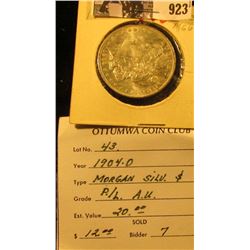 923
OTTUMWA COIN CLUB
Lot No. 43.
Year 1904-O
Type MORGAN SILV. $
Grade P/L A.U.
Est. Value 20.00
SOLD
$ 12.00 Bidder 7